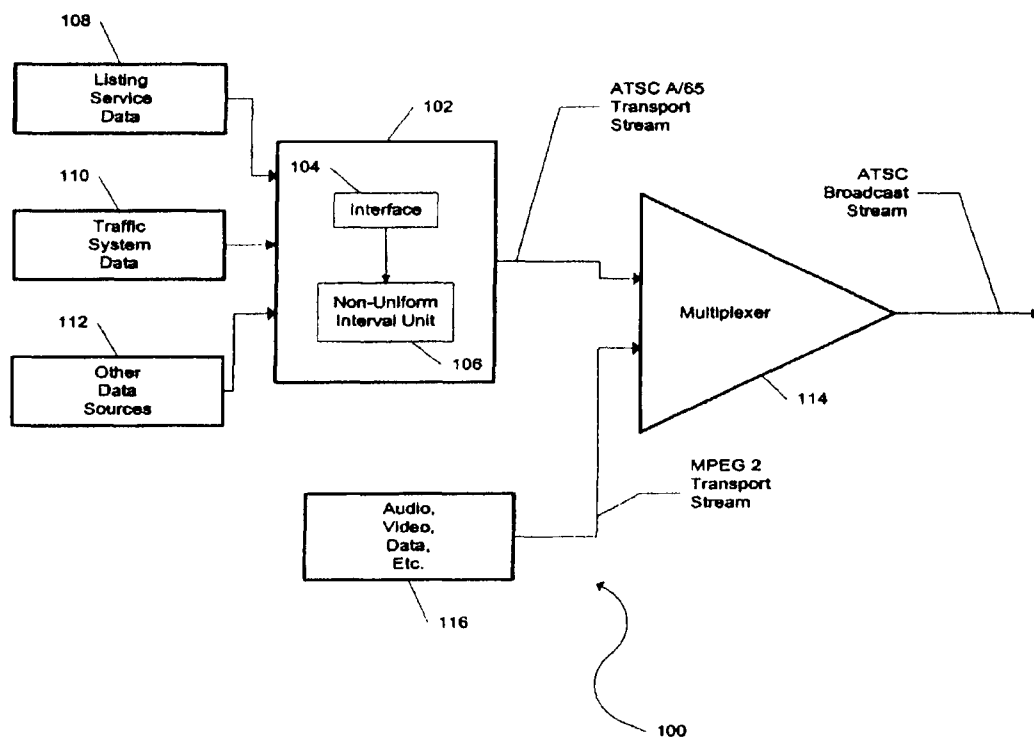 108
Listing
Service
Data
110
Traffic
System
Data
112
Other
Data
Sources
102
104
Interface
Non-Uniform
Interval Unit
106
ATSC A/65
Transport
Stream
ATSC
Broadcast
Stream
Multiplexer
114
MPEG 2
Transport
Stream
Audio,
Video,
Data,
Etc.
116
100